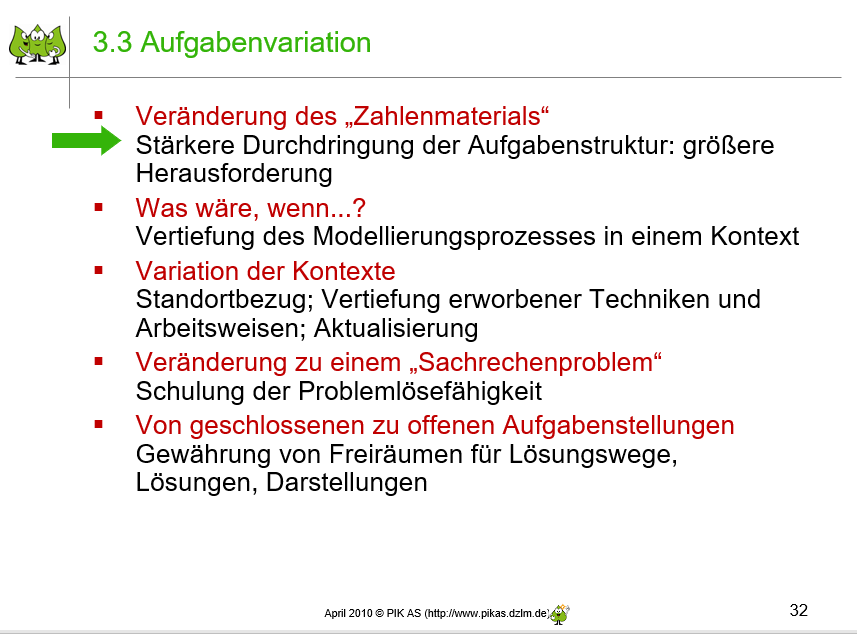 3.3 Aufgabenvariation
▪ Veränderung des „Zahlenmaterials“
Stärkere Durchdringung der Aufgabenstruktur: größere
Herausforderung
▪ Was wäre, wenn...?
Vertiefung des Modellierungsprozesses in einem Kontext
▪ Variation der Kontexte
Standortbezug; Vertiefung erworbener Techniken und
Arbeitsweisen; Aktualisierung
▪ Veränderung zu einem „Sachrechenproblem“
Schulung der Problemlösefähigkeit
▪ Von geschlossenen zu offenen Aufgabenstellungen
Gewährung von Freiräumen für Lösungswege,
Lösungen, Darstellungen
April 2010 © PIK AS (http://www.pikas.dzlm.de)
32